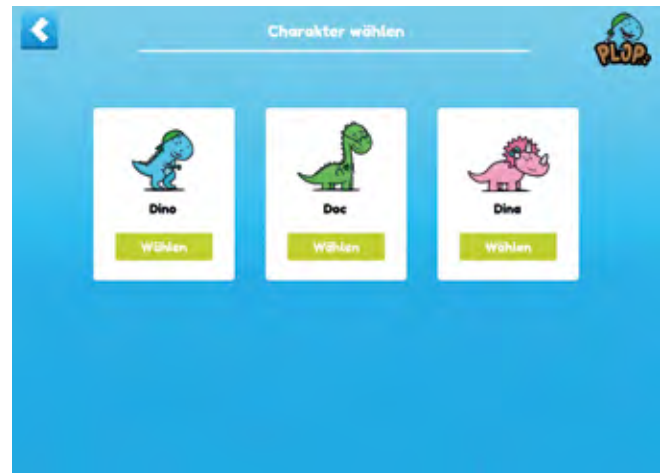 Charakter wählen
PLOP
Dino
Doc
Dina
Wählen
Wählen
Wählen